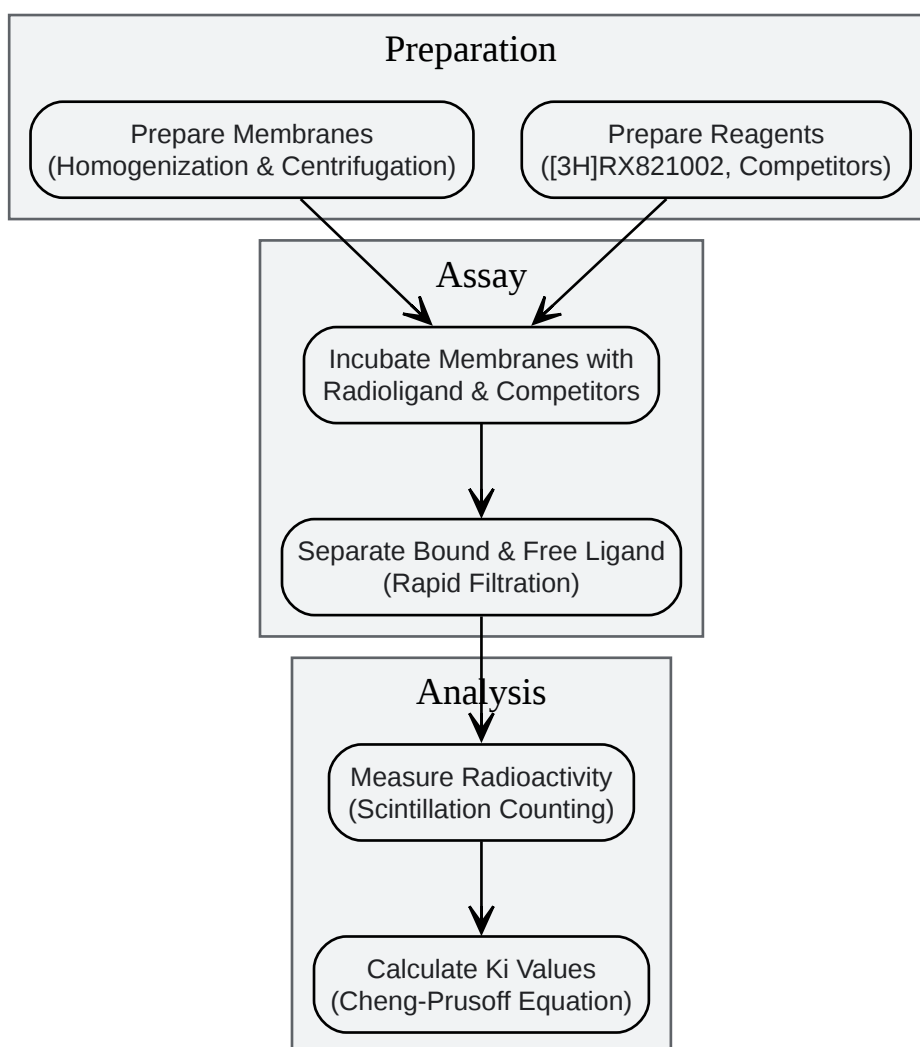 Preparation
Prepare Membranes
(Homogenization & Centrifugation)
Prepare Reagents
([3H]RX821002, Competitors)
Assay
Incubate Membranes with
Radioligand & Competitors
Separate Bound & Free Ligand
(Rapid Filtration)
Analysis
Measure Radioactivity
(Scintillation Counting)
Calculate Ki Values
(Cheng-Prusoff Equation)